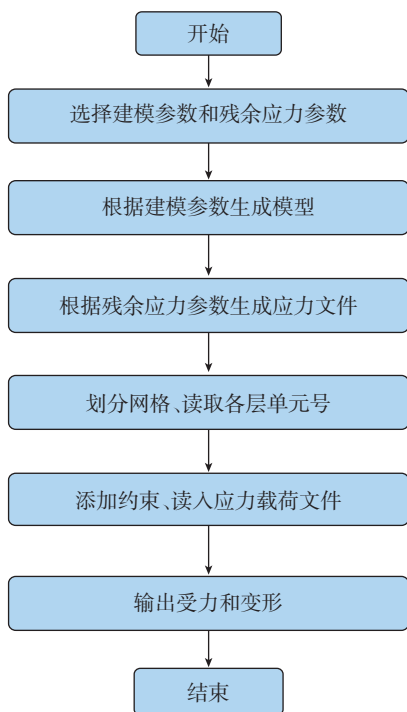 开始
选择建模参数和残余应力参数
根据建模参数生成模型
根据残余应力参数生成应力文件
划分网格、读取各层单元号
添加约束、读入应力载荷文件
输出受力和变形
结束